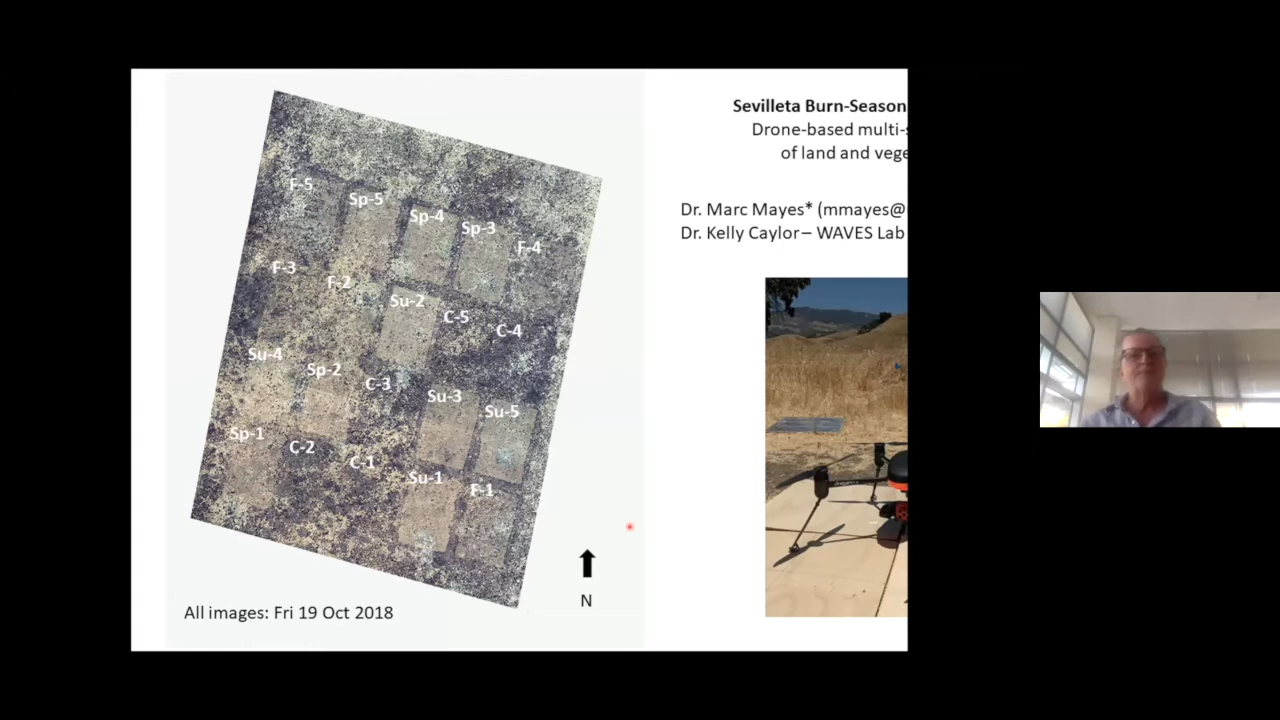 F-5
Sp-5
Sp-4
Sp-3
F-4
F-3
F-2
Su-2
C-5
C-4
Su-4
Sp-2
C-3
Su-3
Su-5
Sp-1
C-2
C-1
Su-1
F-1
N
All images: Fri 19 Oct 2018
Sevilleta Burn-Season
Drone-based multi-s
of land and vege
Dr. Marc Mayes* (mmayes@
Dr. Kelly Caylor – WAVES Lab